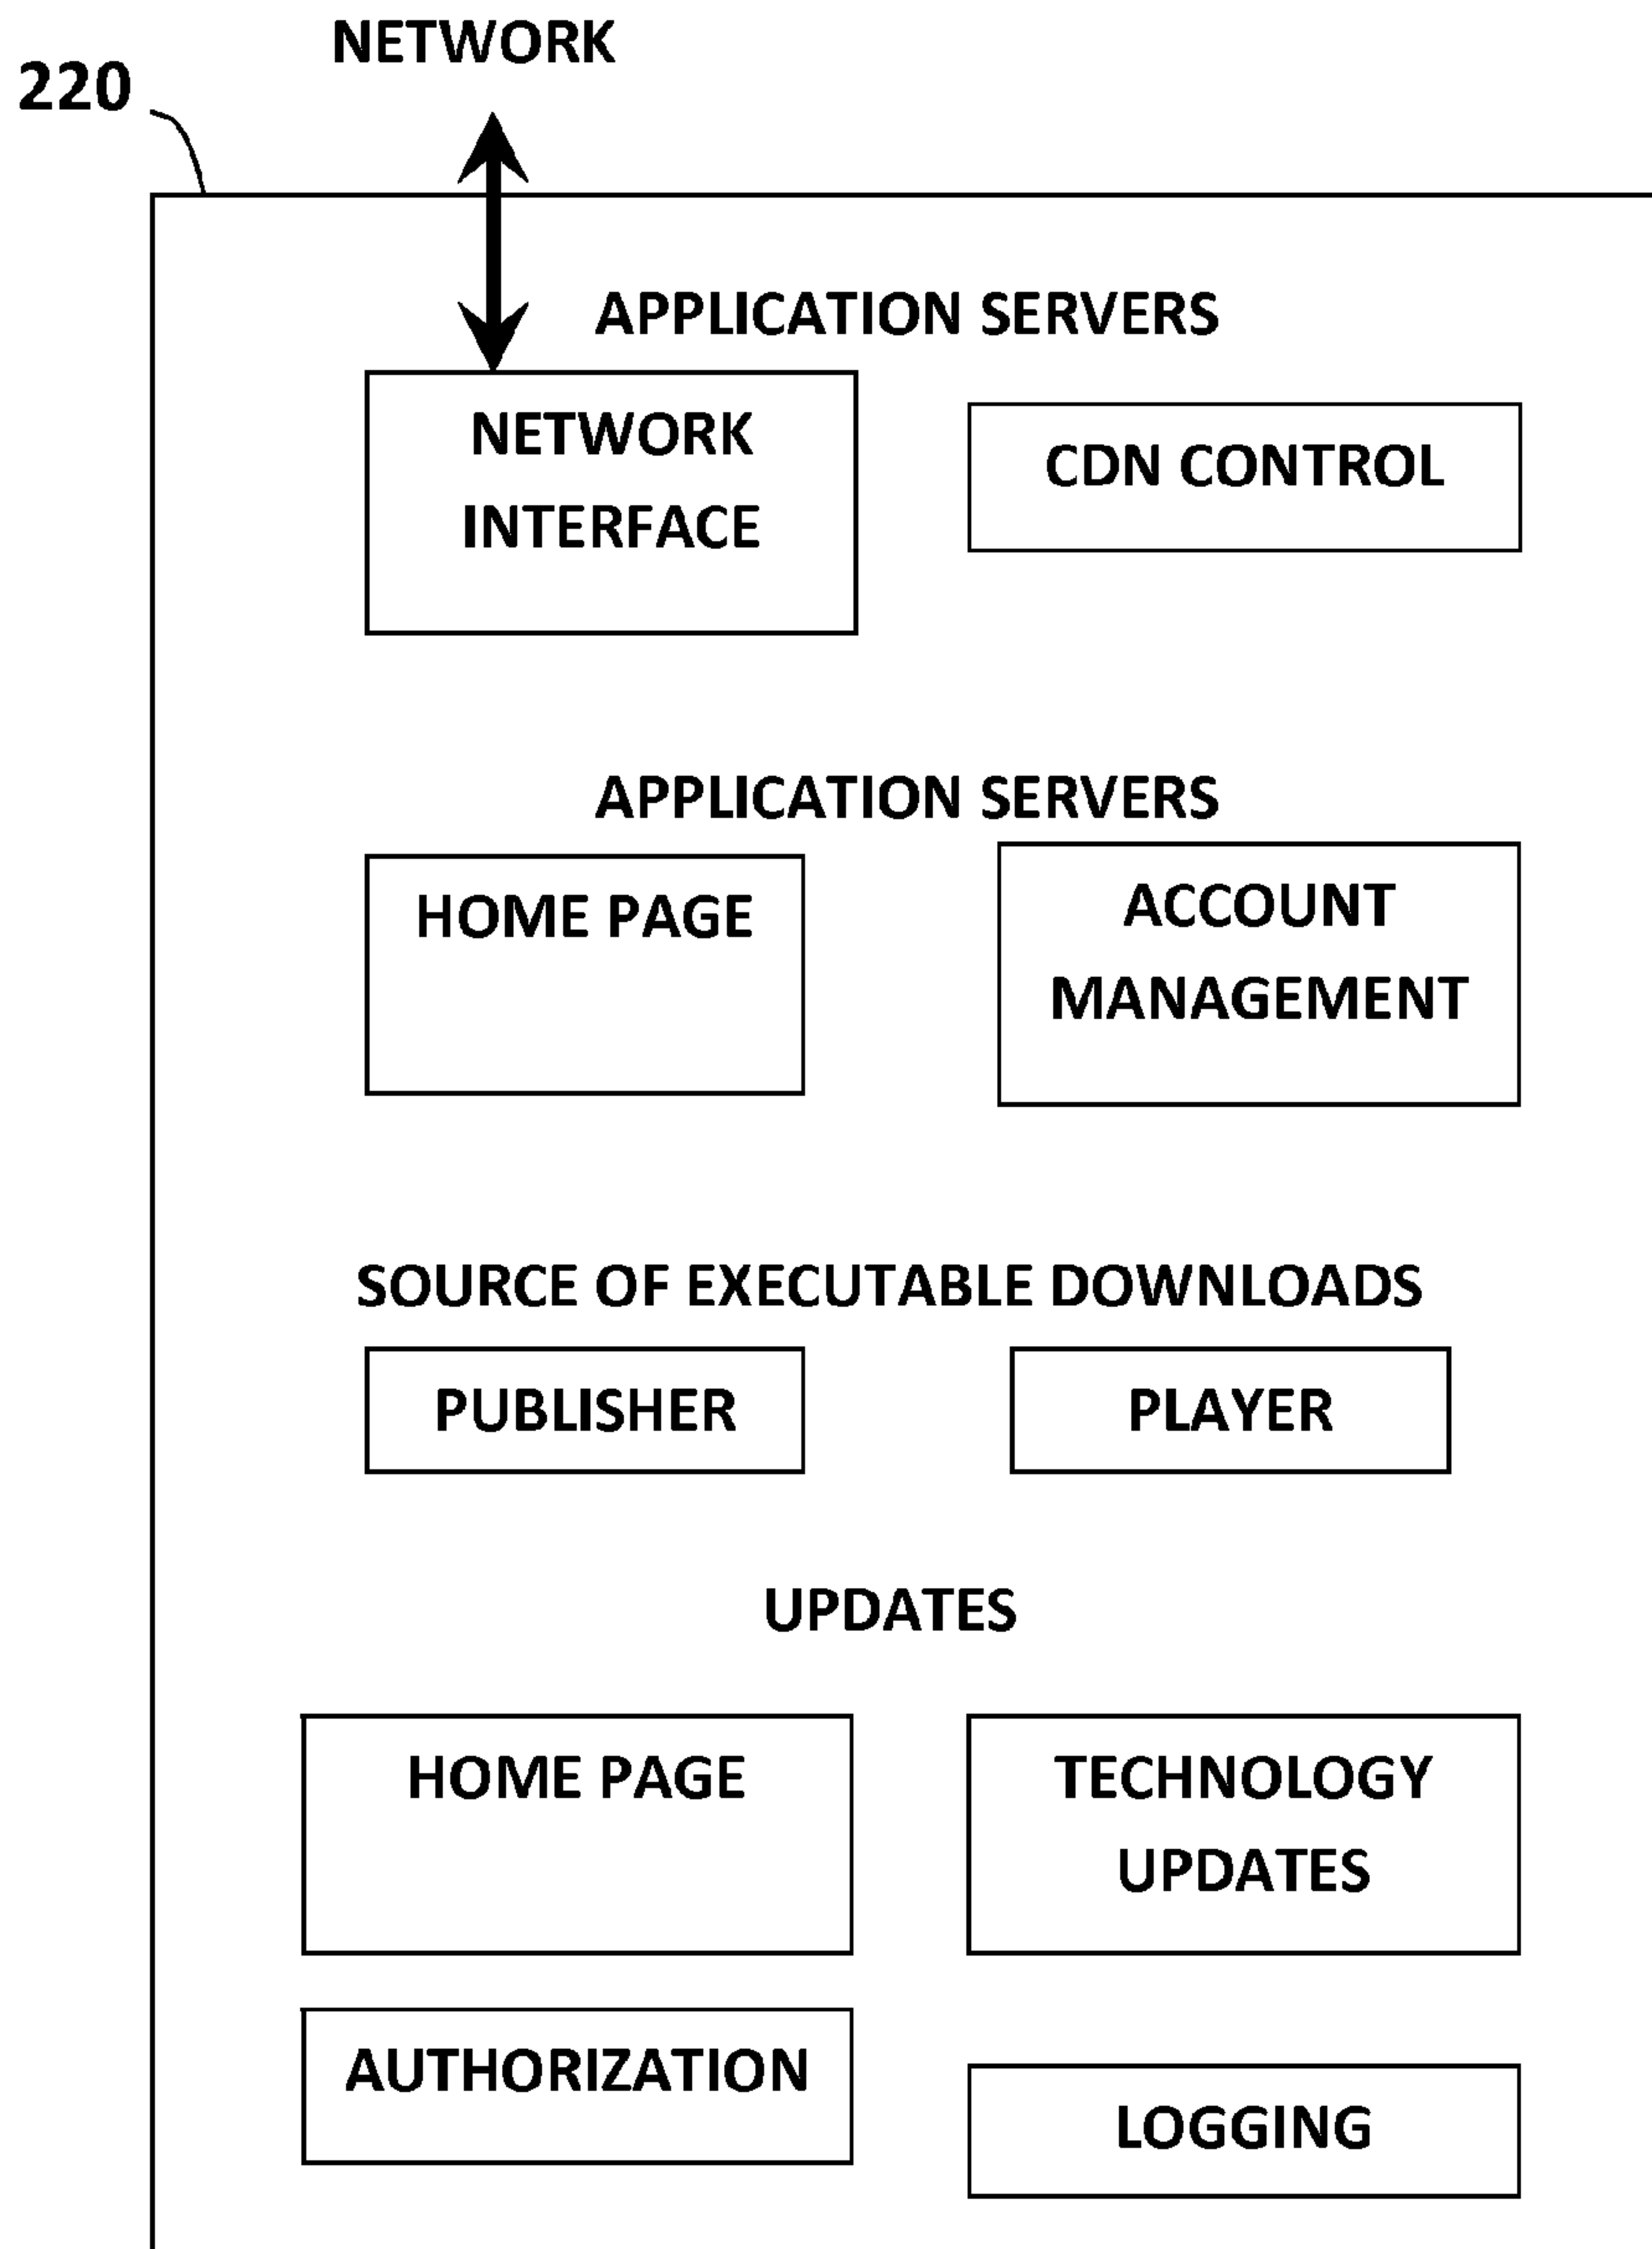 NETWORK
220
APPLICATION SERVERS
NETWORK
INTERFACE
CDN CONTROL
APPLICATION SERVERS
HOME PAGE
ACCOUNT
MANAGEMENT
SOURCE OF EXECUTABLE DOWNLOADS
PUBLISHER
PLAYER
UPDATES
HOME PAGE
TECHNOLOGY
UPDATES
AUTHORIZATION
LOGGING